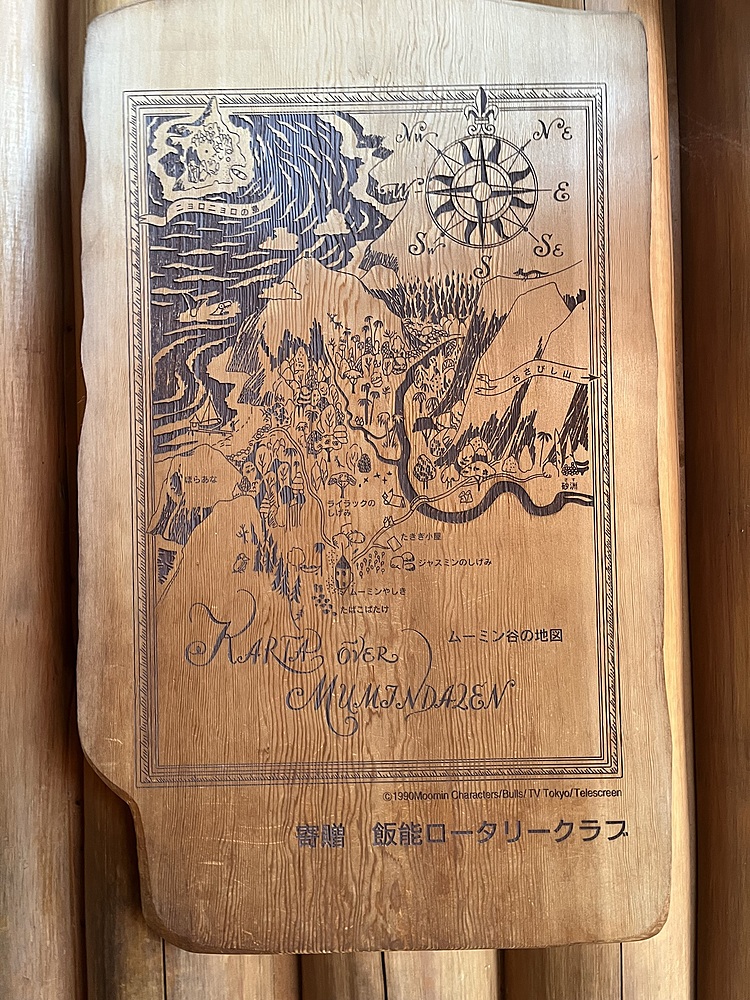 NW
NE
W
E
SW
SE
S
ニョロニョロの島
おさびし山
ほらあな
砂洲
ライラックの
しげみ
たきぎ小屋
ジャスミンのしげみ
ムーミンやしき
たばこばたけ
KARTA ÖVER
MUMINDALEN
ムーミン谷の地図
©1990Moomin Characters/Bulls/TV Tokyo/Telescreen
寄贈　飯能ロータリークラブ